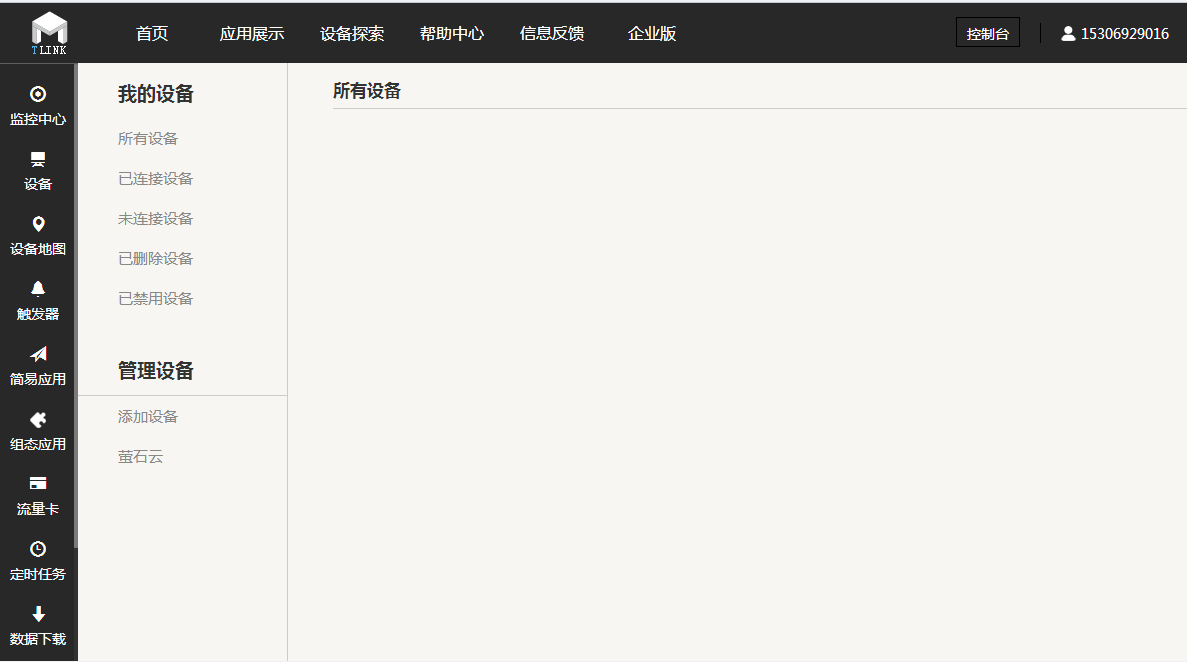 TLINK
首页
应用展示
设备探索
帮助中心
信息反馈
企业版
控制台
15306929016
监控中心
设备
设备地图
触发器
简易应用
组态应用
流量卡
定时任务
数据下载
我的设备
所有设备
已连接设备
未连接设备
已删除设备
已禁用设备
管理设备
添加设备
萤石云
所有设备